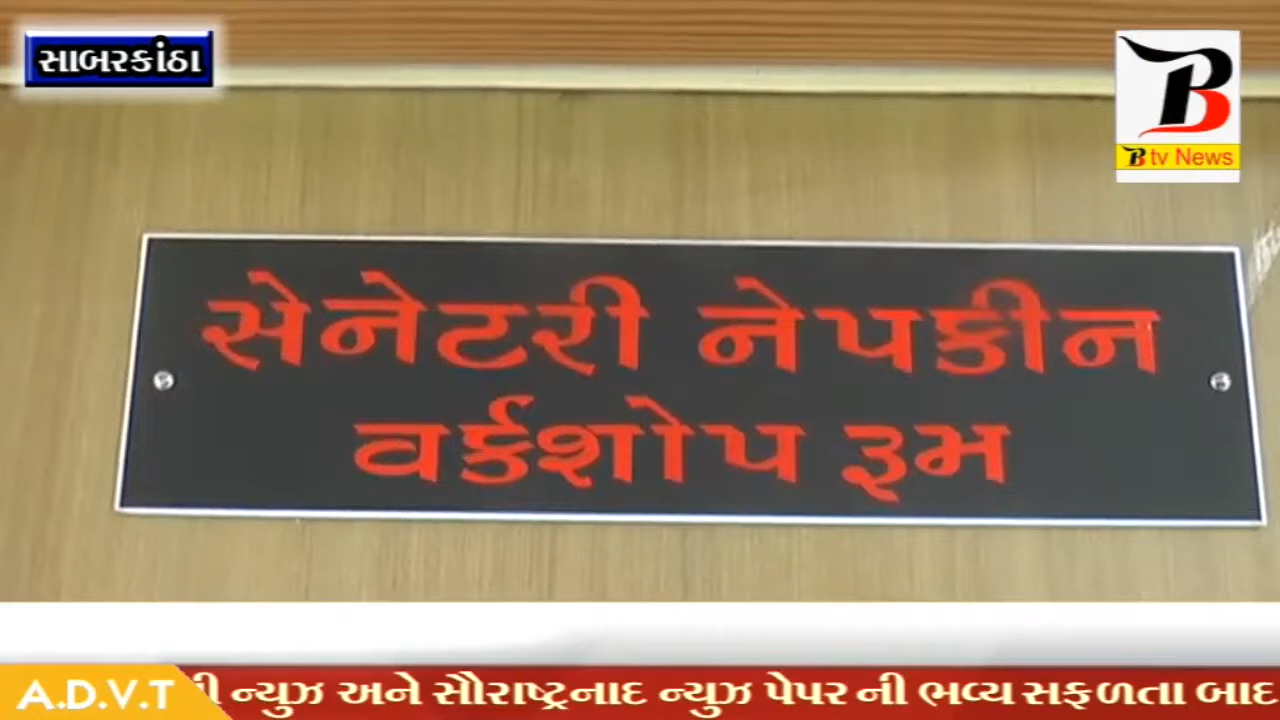 સાબરકાંઠા
B
B tv News
સેનેટરી નેપકીન
વર્કશોપ રૂમ
A.D.V.T
ન્યુઝ અને સૌરાષ્ટ્રનાદ ન્યુઝ પેપર ની ભવ્ય સફળતા બાદ